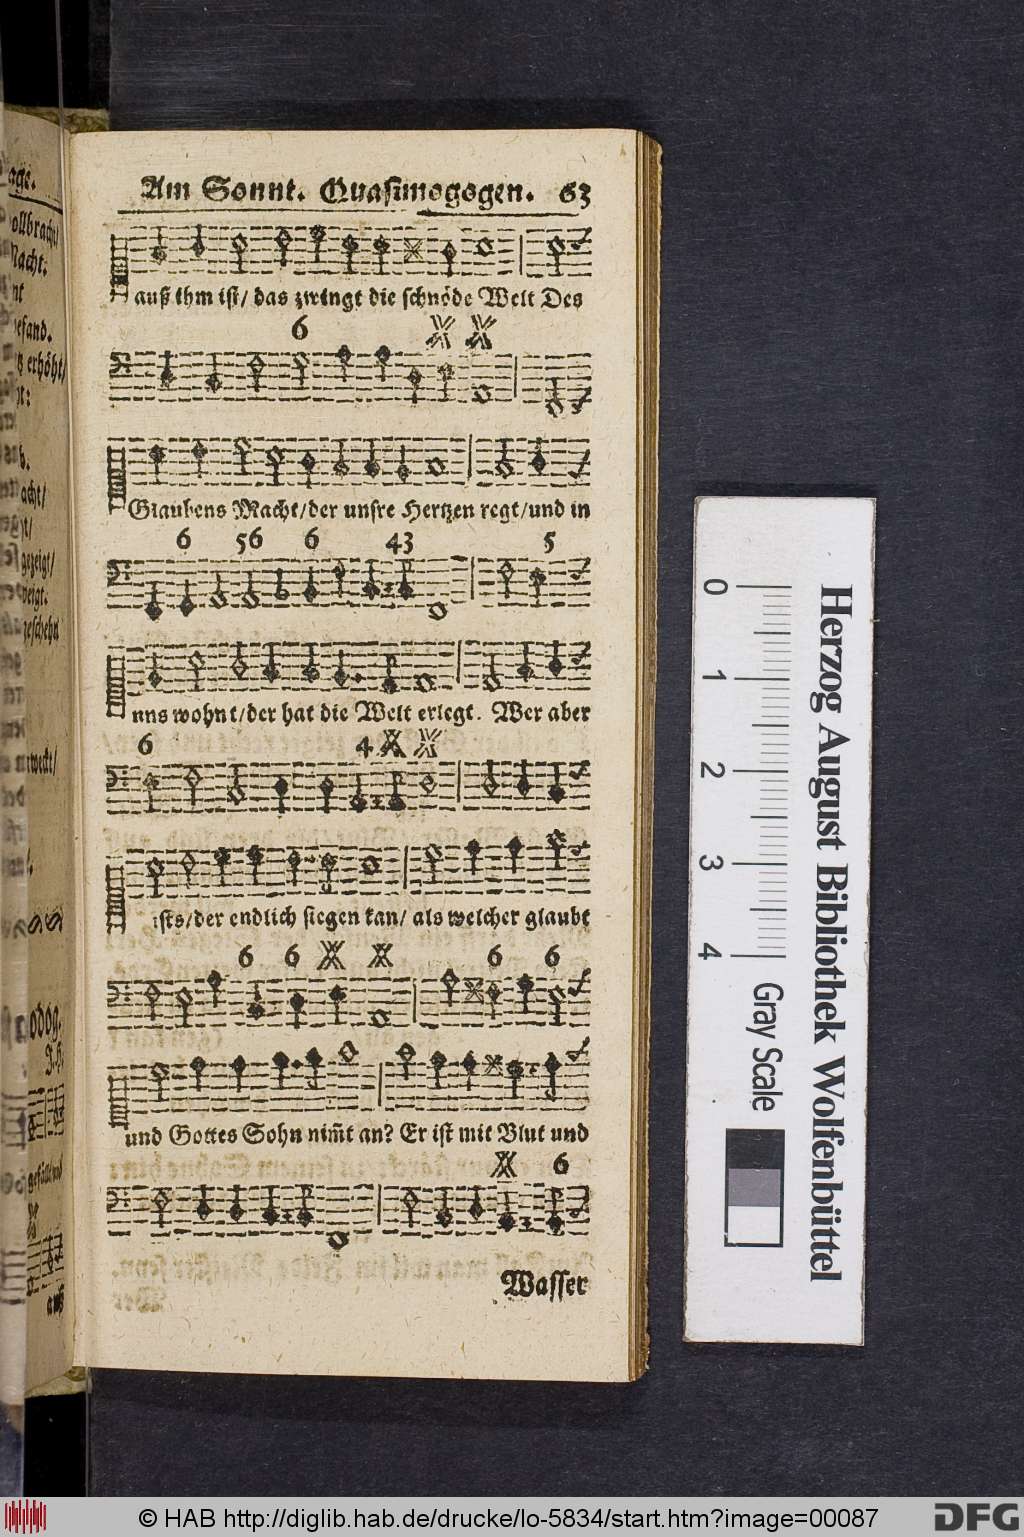 Am Sonnt. Quasimogogen. 63
auß ihm ist/ das zwingt die schnöde Welt Des
6
Glaubens Macht/der unsre Hertzen regt/und in
6 56 6 43 5
uns wohnt/der hat die Welt erlegt. Wer aber
6 4
ists/der endlich siegen kan/ als welcher glaubt
6 6 6 6
und Gottes Sohn nim̃t an? Er ist mit Blut und
6
Wasser
0 1 2 3 4
Gray Scale
Herzog August Bibliothek Wolfenbüttel
© HAB http://diglib.hab.de/drucke/lo-5834/start.htm?image=00087
DFG